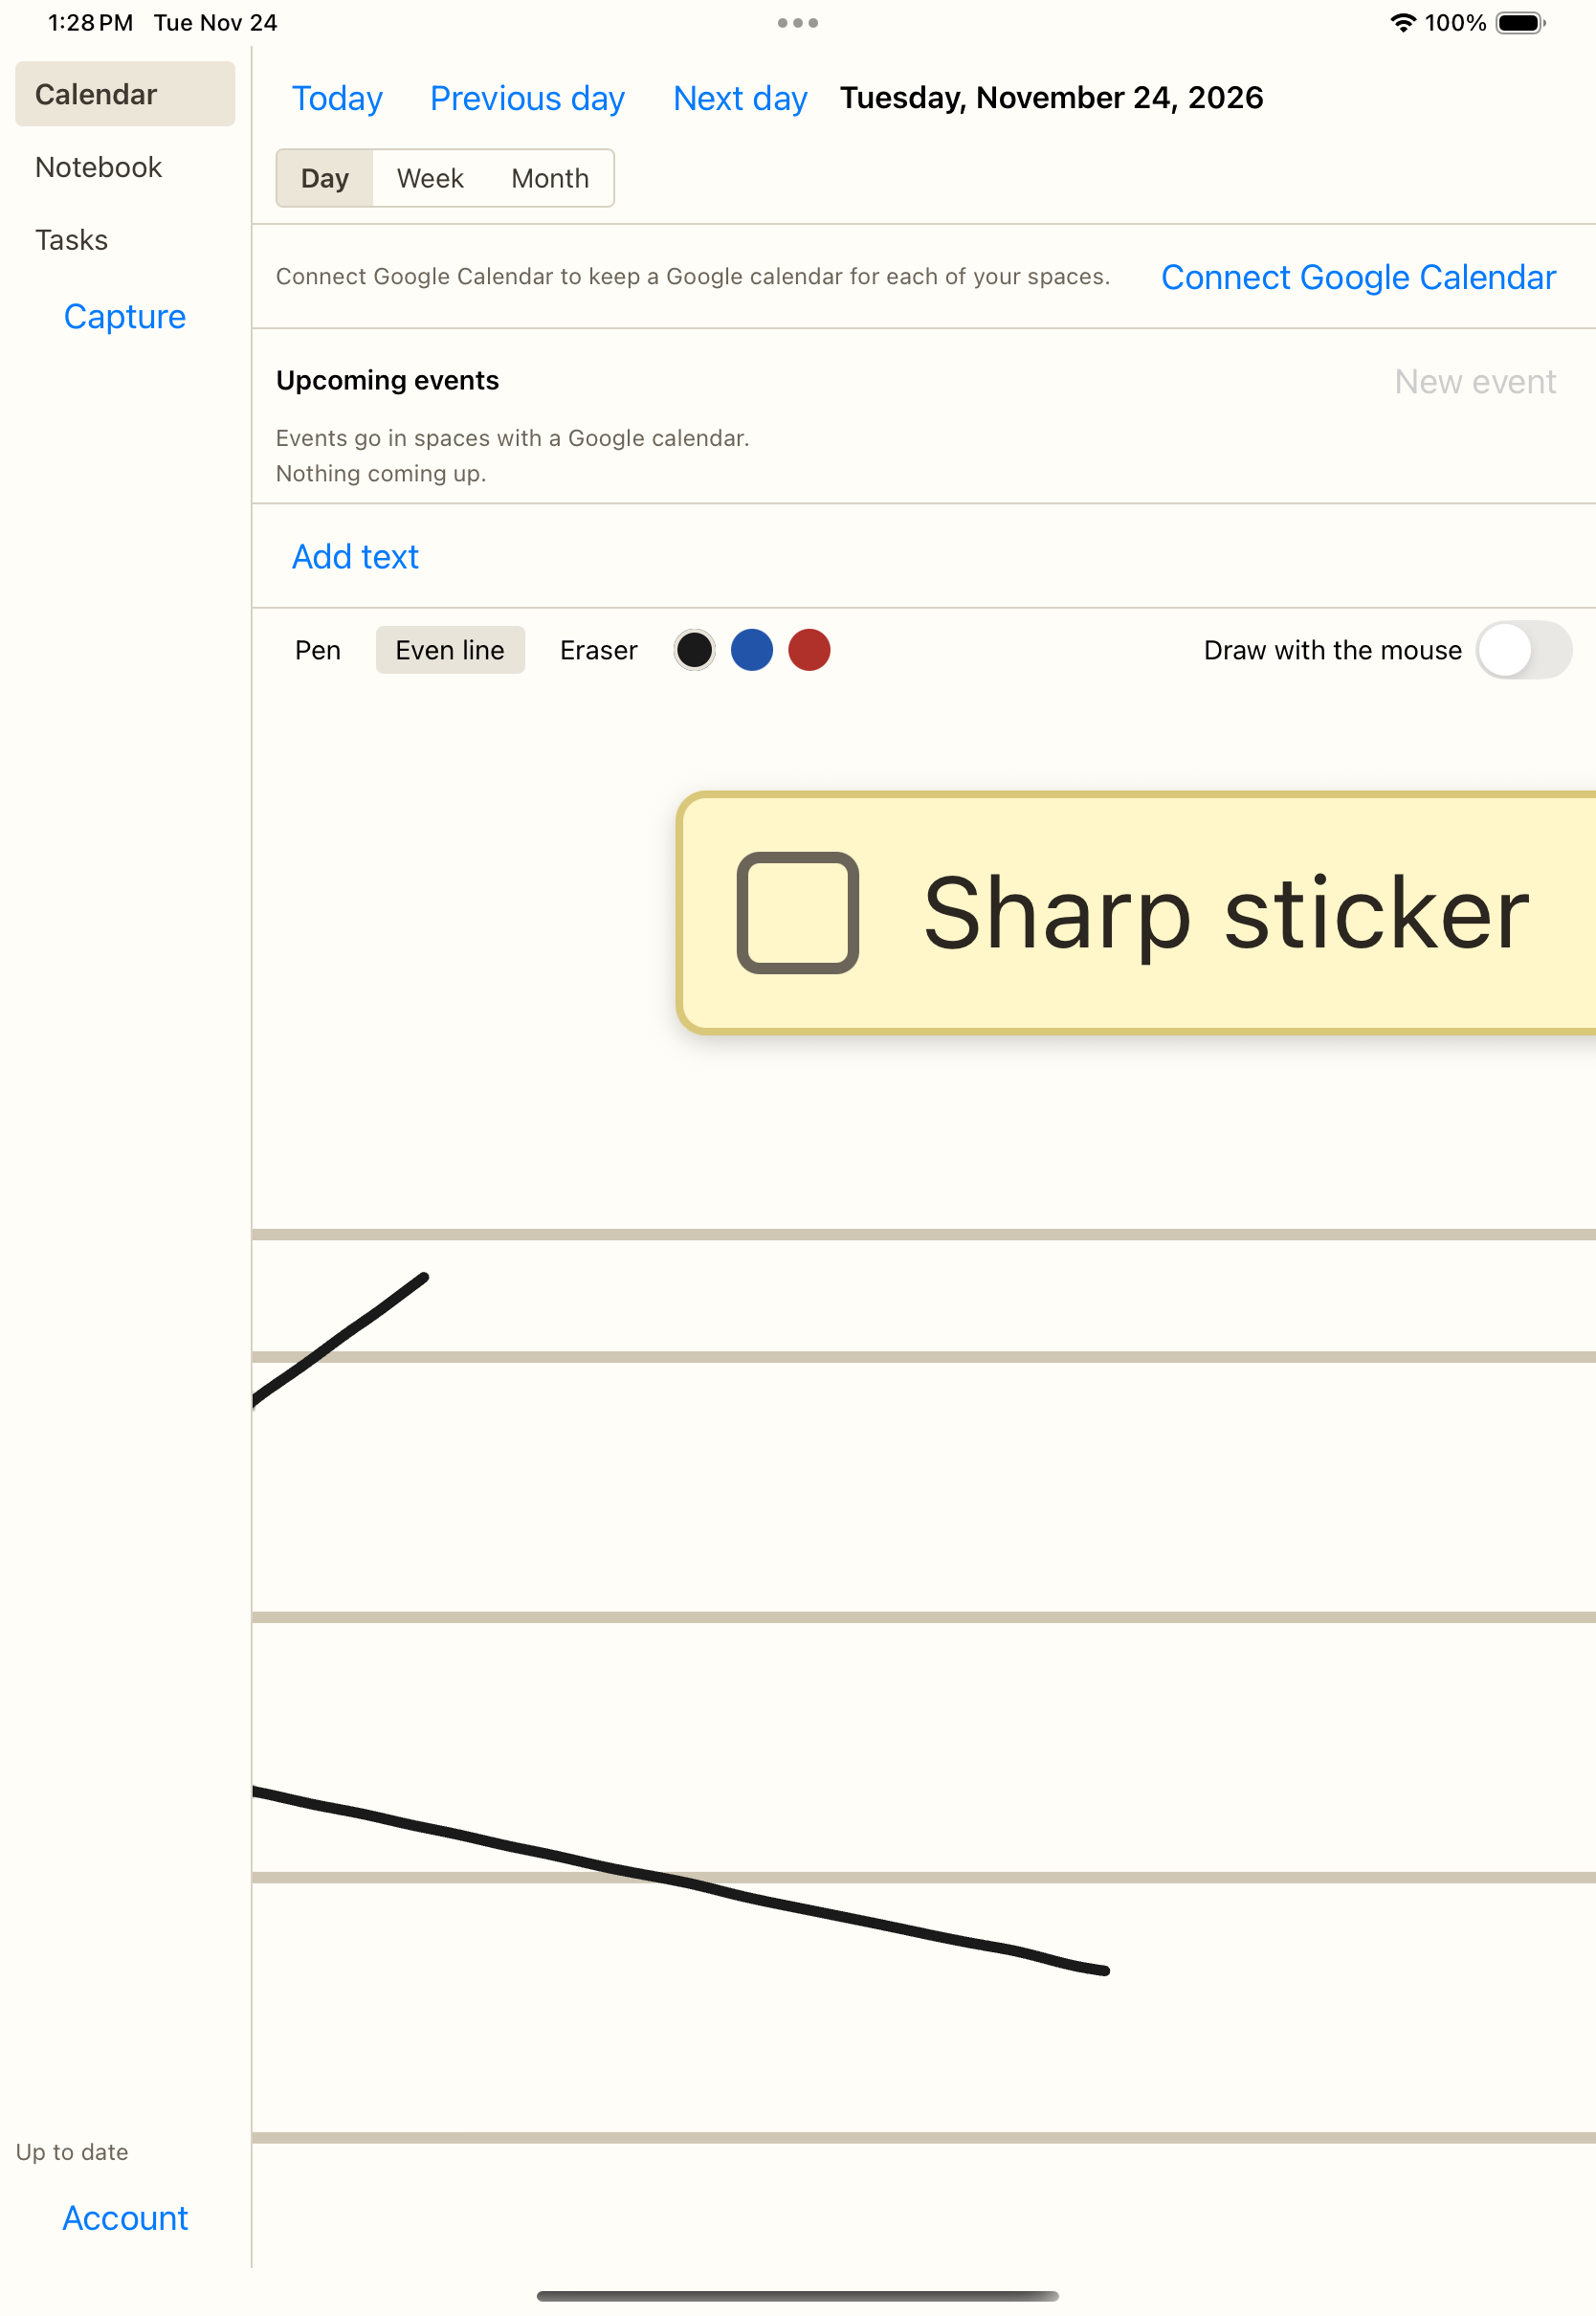 1:28 PM Tue Nov 24
100%
Calendar
Notebook
Tasks
Capture
Today Previous day Next day Tuesday, November 24, 2026
Day Week Month
Connect Google Calendar to keep a Google calendar for each of your spaces. Connect Google Calendar
Upcoming events New event
Events go in spaces with a Google calendar.
Nothing coming up.
Add text
Pen Even line Eraser Draw with the mouse
Sharp sticker
Up to date
Account